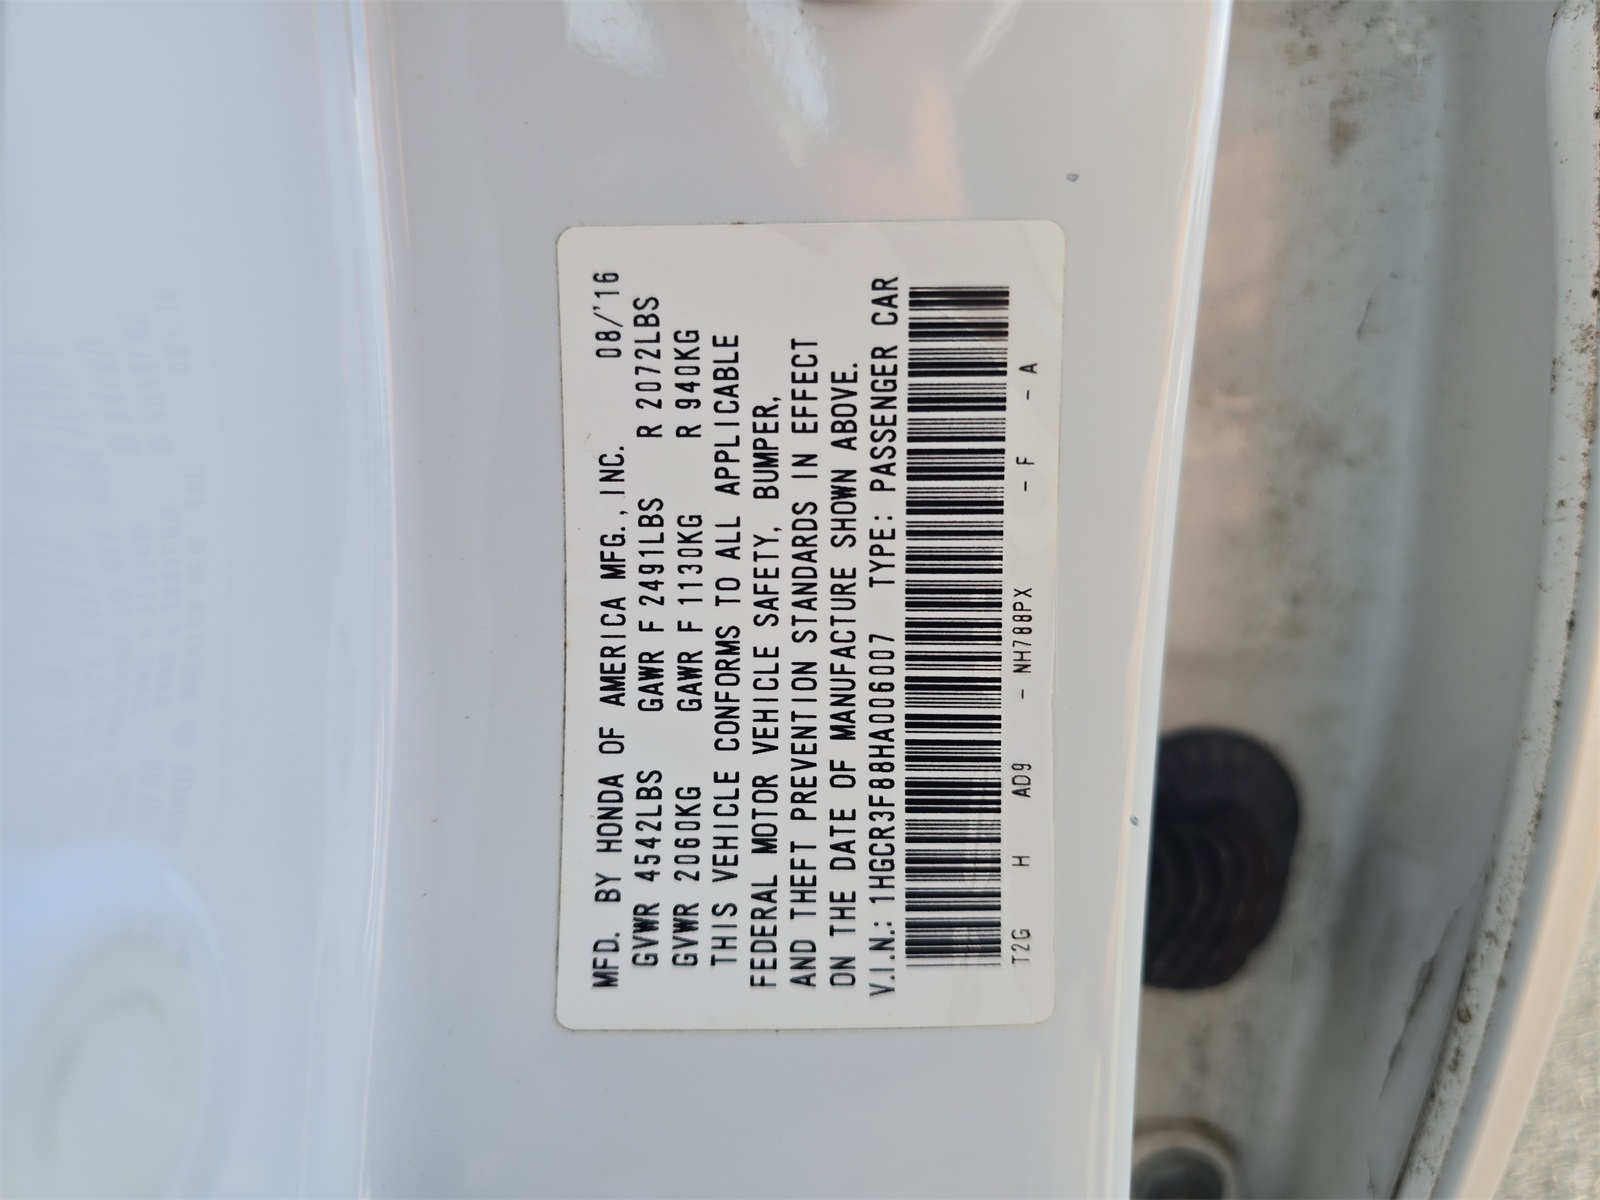 MFD. BY HONDA OF AMERICA MFG., INC. 08/'16
GVWR 4542LBS GAWR F 2491LBS R 2072LBS
GVWR 2060KG GAWR F 1130KG R 940KG
THIS VEHICLE CONFORMS TO ALL APPLICABLE
FEDERAL MOTOR VEHICLE SAFETY, BUMPER,
AND THEFT PREVENTION STANDARDS IN EFFECT
ON THE DATE OF MANUFACTURE SHOWN ABOVE.
V.I.N.: 1HGCR3F88HA006007 TYPE: PASSENGER CAR
T2G H AD9 - NH788PX - F - A